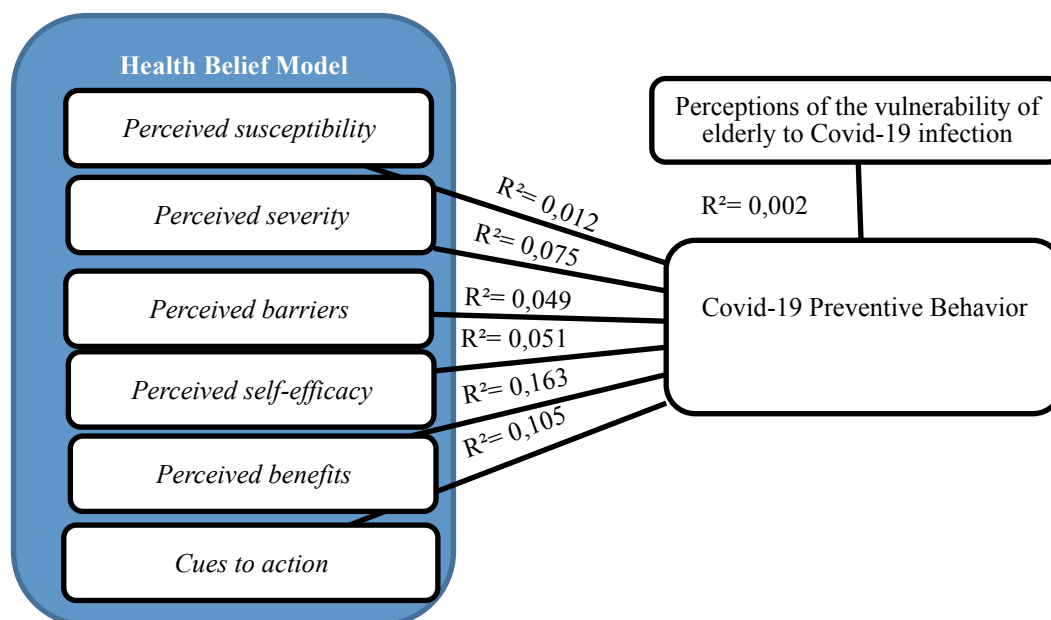 Health Belief Model
Perceived susceptibility
Perceived severity
Perceived barriers
Perceived self-efficacy
Perceived benefits
Cues to action
R²= 0,012
R²= 0,075
R²= 0,049
R²= 0,051
R²= 0,163
R²= 0,105
Perceptions of the vulnerability of
elderly to Covid-19 infection
R²= 0,002
Covid-19 Preventive Behavior